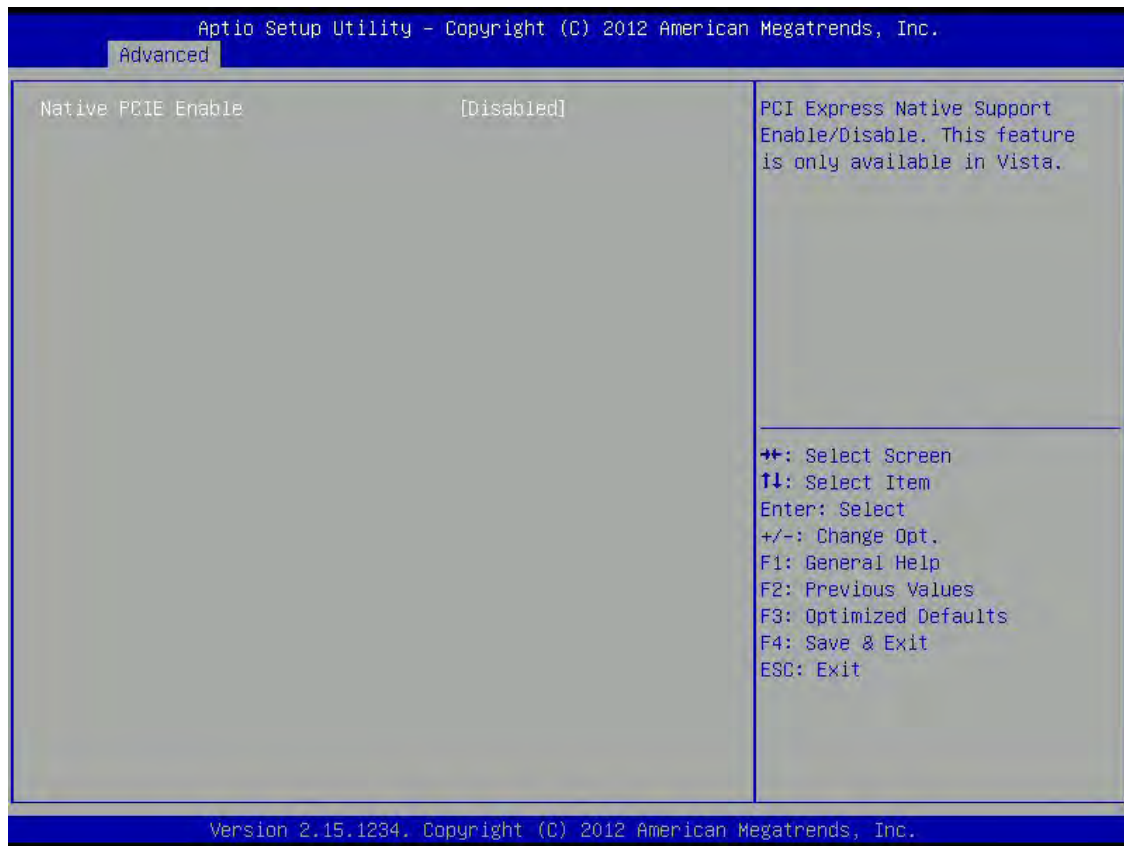 Aptio Setup Utility – Copyright (C) 2012 American Megatrends, Inc.
Advanced
Native PCIE Enable [Disabled]
PCI Express Native Support
Enable/Disable. This feature
is only available in Vista.
→←: Select Screen
↑↓: Select Item
Enter: Select
+/-: Change Opt.
F1: General Help
F2: Previous Values
F3: Optimized Defaults
F4: Save & Exit
ESC: Exit
Version 2.15.1234. Copyright (C) 2012 American Megatrends, Inc.